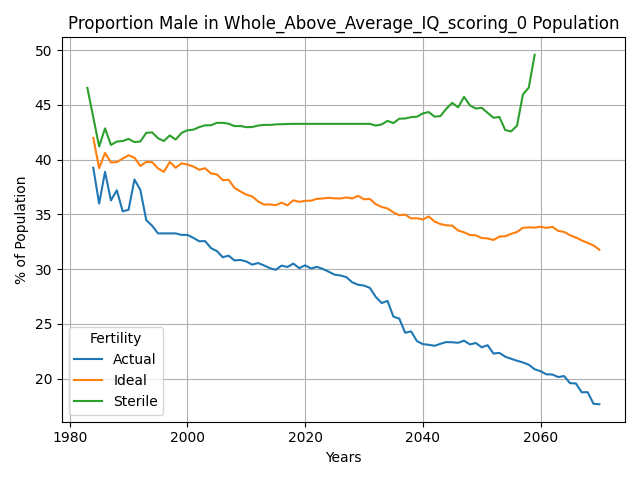 Proportion Male in Whole_Above_Average_IQ_scoring_0 Population
% of Population
50
45
40
35
30
25
20
Fertility
Actual
Ideal
Sterile
1980
2000
2020
2040
2060
Years